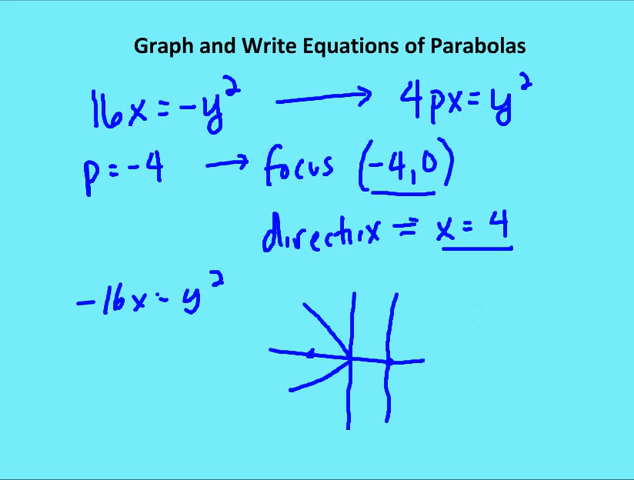 Graph and Write Equations of Parabolas
16x = -y² → 4px = y²
p = -4 → focus (-4,0)
directrix = x = 4
-16x = y²